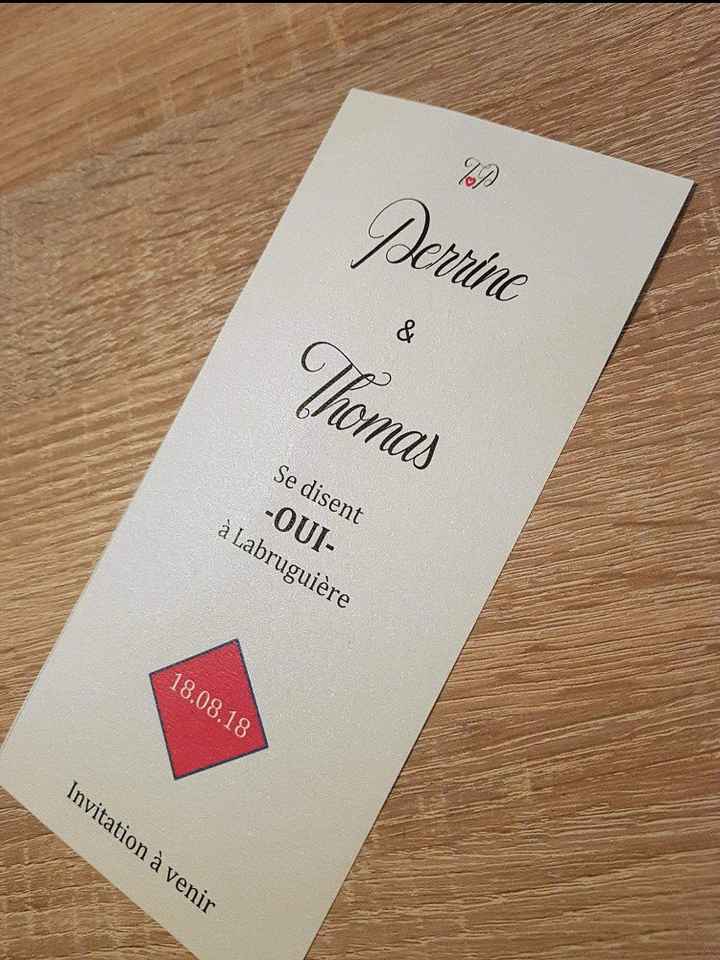 T P
Perrine
&
Thomas
Se disent
-OUI-
à Labruguière
18.08.18
Invitation à venir